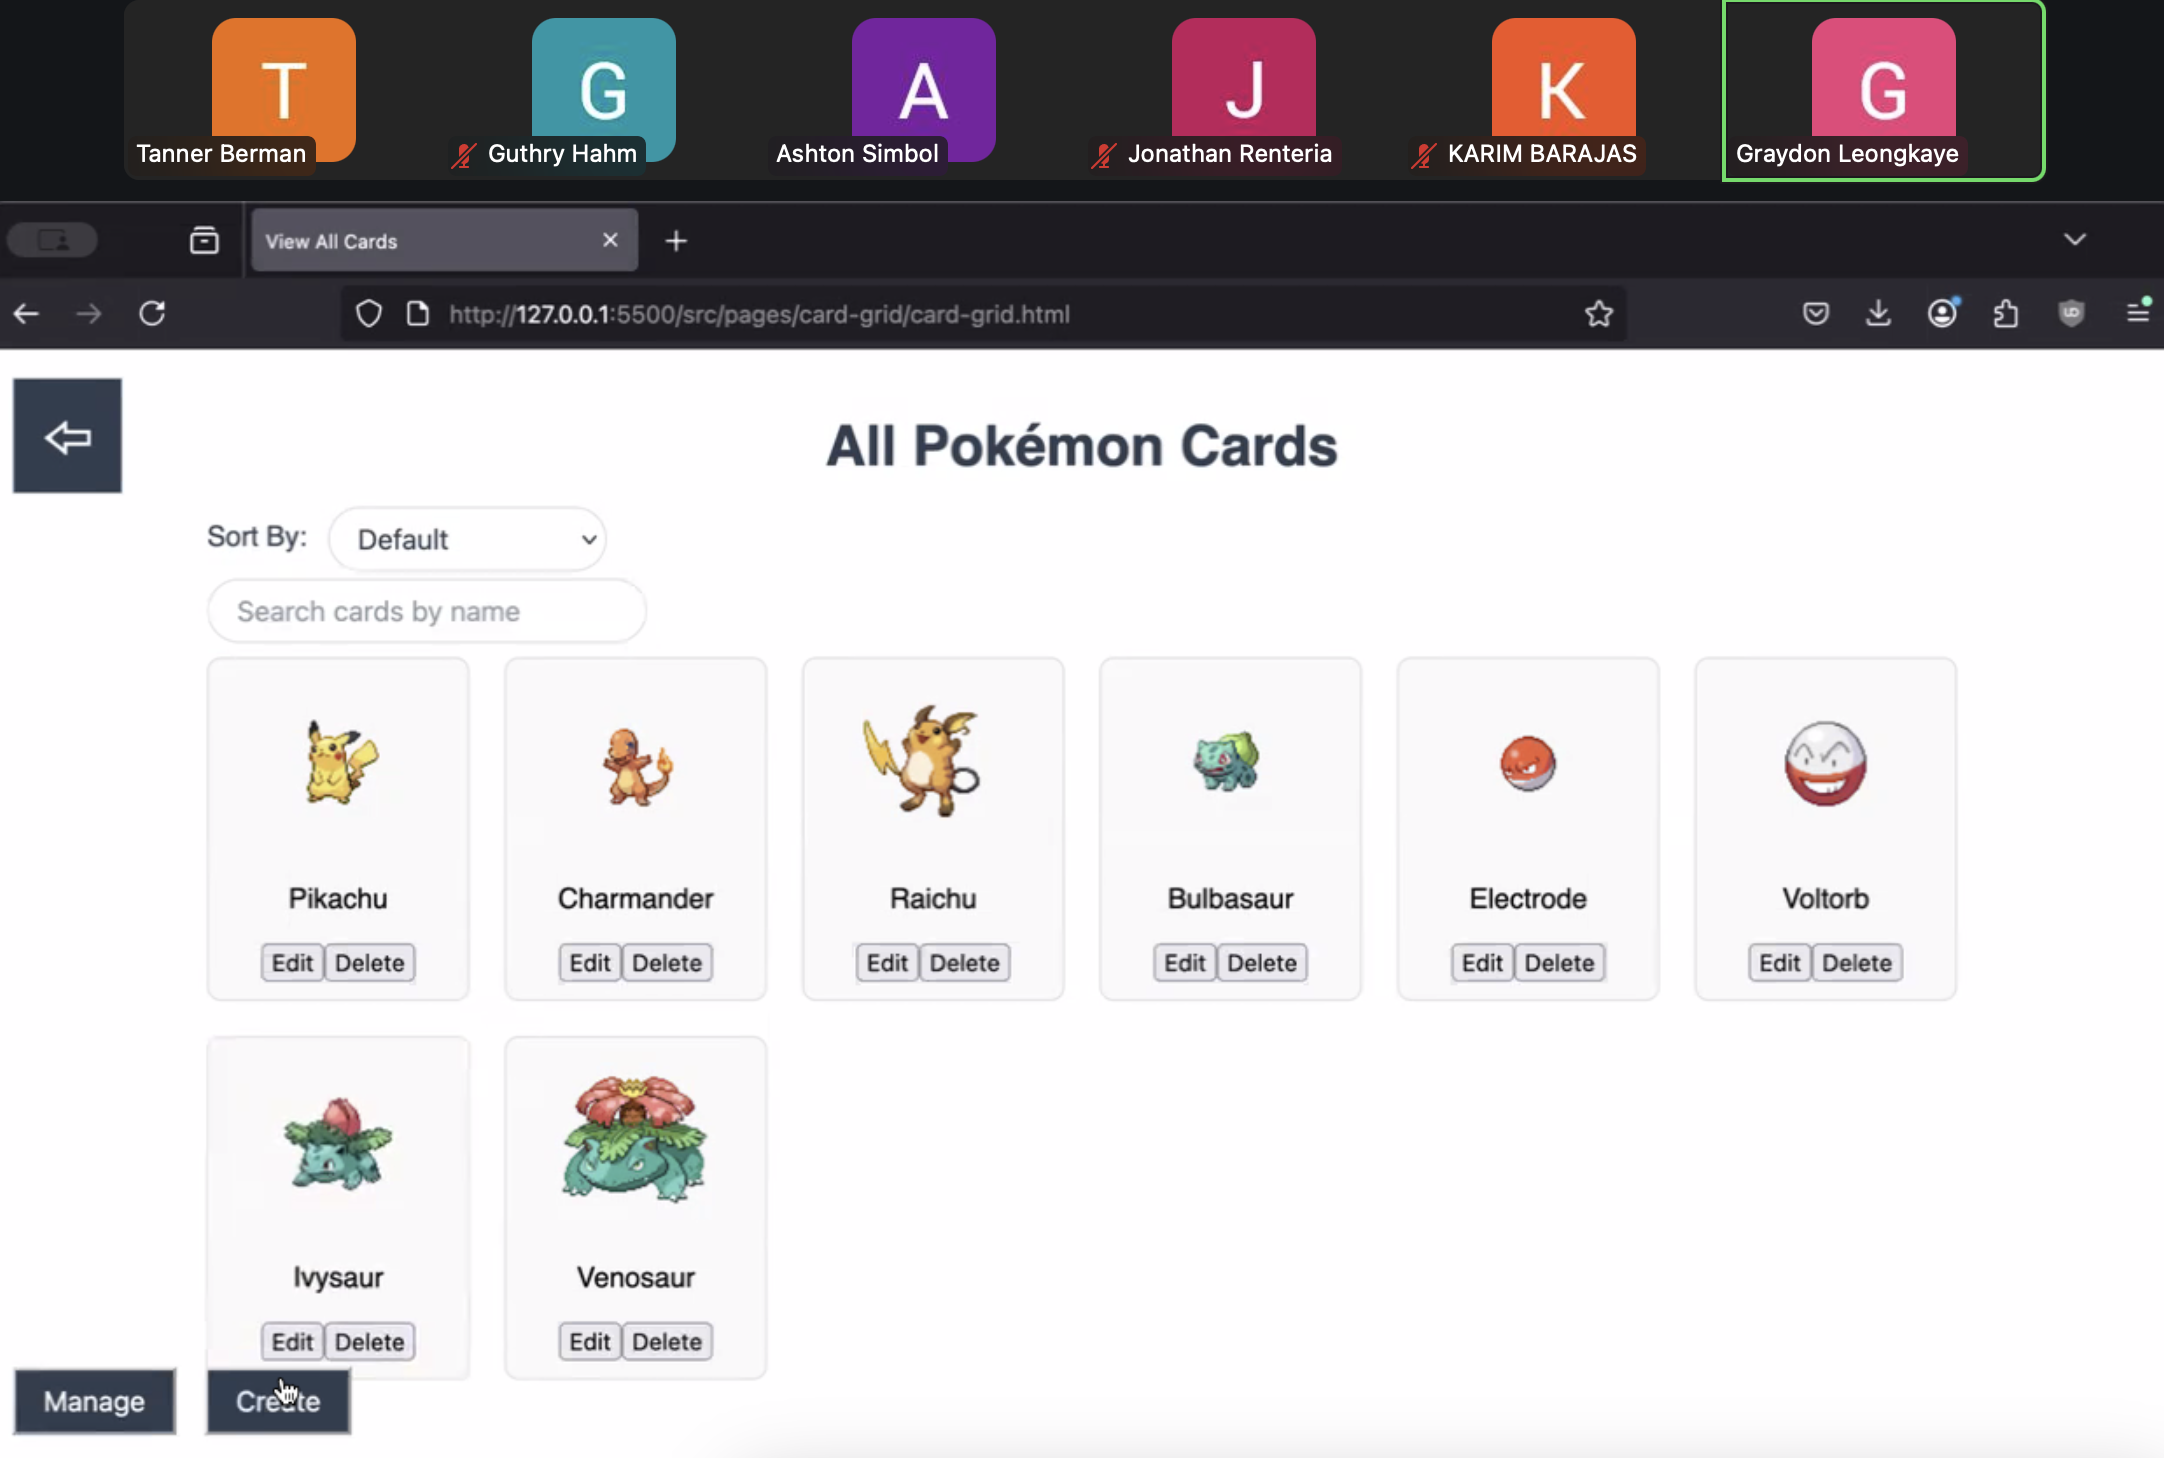 T
G
A
J
K
G
Tanner Berman
Guthry Hahm
Ashton Simbol
Jonathan Renteria
KARIM BARAJAS
Graydon Leongkaye
View All Cards
http://127.0.0.1:5500/src/pages/card-grid/card-grid.html
All Pokémon Cards
Sort By: Default
Search cards by name
Pikachu
Charmander
Raichu
Bulbasaur
Electrode
Voltorb
Edit Delete
Edit Delete
Edit Delete
Edit Delete
Edit Delete
Edit Delete
Ivysaur
Venosaur
Edit Delete
Edit Delete
Manage
Create